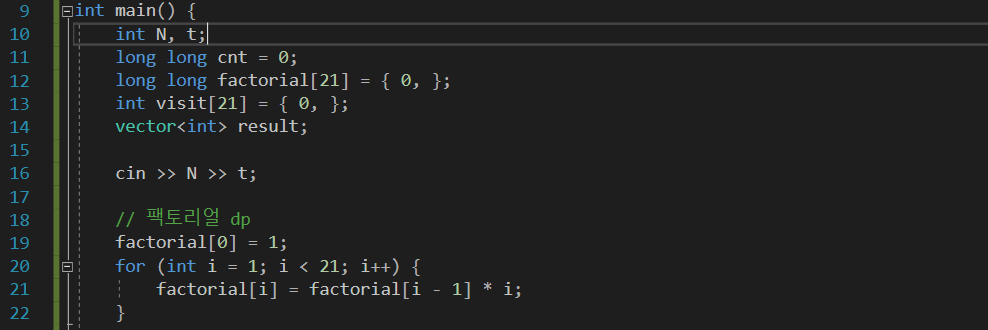 9 int main() {
10 int N, t;
11 long long cnt = 0;
12 long long factorial[21] = { 0, };
13 int visit[21] = { 0, };
14 vector<int> result;
15
16 cin >> N >> t;
17
18 // 팩토리얼 dp
19 factorial[0] = 1;
20 for (int i = 1; i < 21; i++) {
21 factorial[i] = factorial[i - 1] * i;
22 }